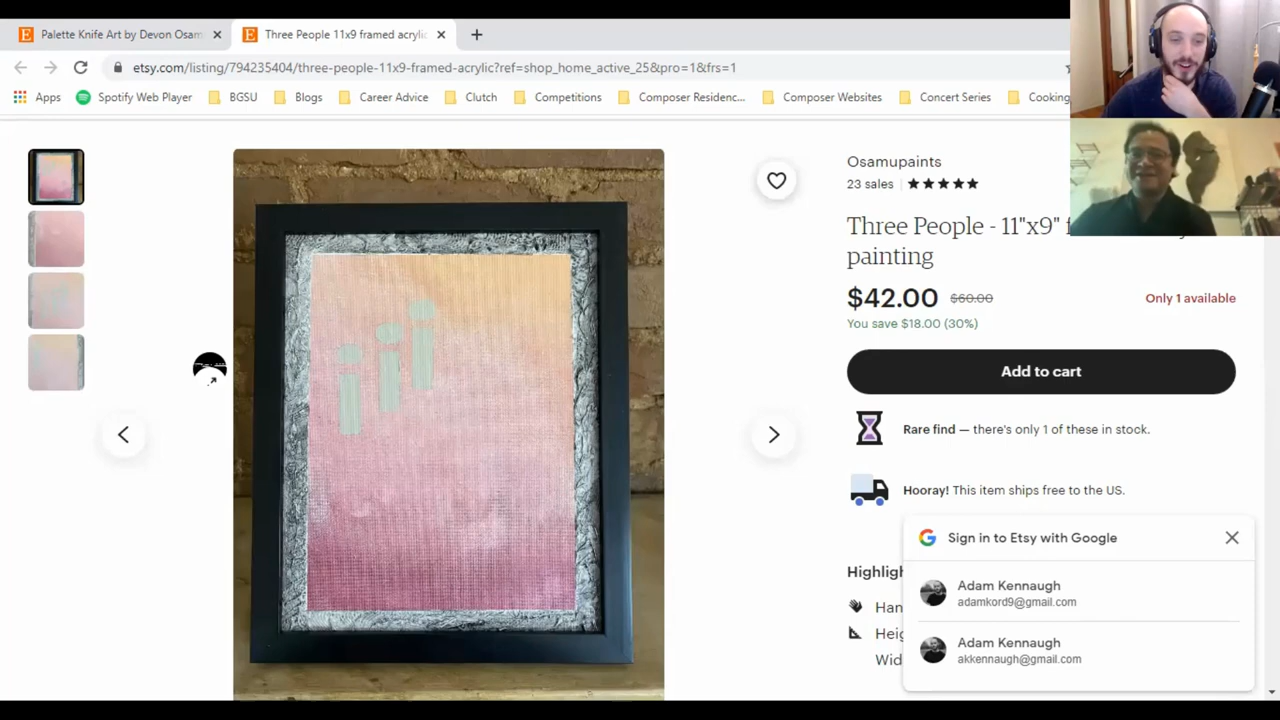 Palette Knife Art by Devon Osam
Three People 11x9 framed acrylic
etsy.com/listing/794235404/three-people-11x9-framed-acrylic?ref=shop_home_active_25&pro=1&frs=1
Apps Spotify Web Player BGSU Blogs Career Advice Clutch Competitions Composer Residenc... Composer Websites Concert Series Cooking
Osamupaints
23 sales
Three People - 11"x9"
painting
$42.00 $60.00 Only 1 available
You save $18.00 (30%)
Add to cart
Rare find — there's only 1 of these in stock.
Hooray! This item ships free to the US.
Sign in to Etsy with Google
Highlig
Adam Kennaugh
adamkord9@gmail.com
Han
Heig
Adam Kennaugh
akkennaugh@gmail.com
Wid